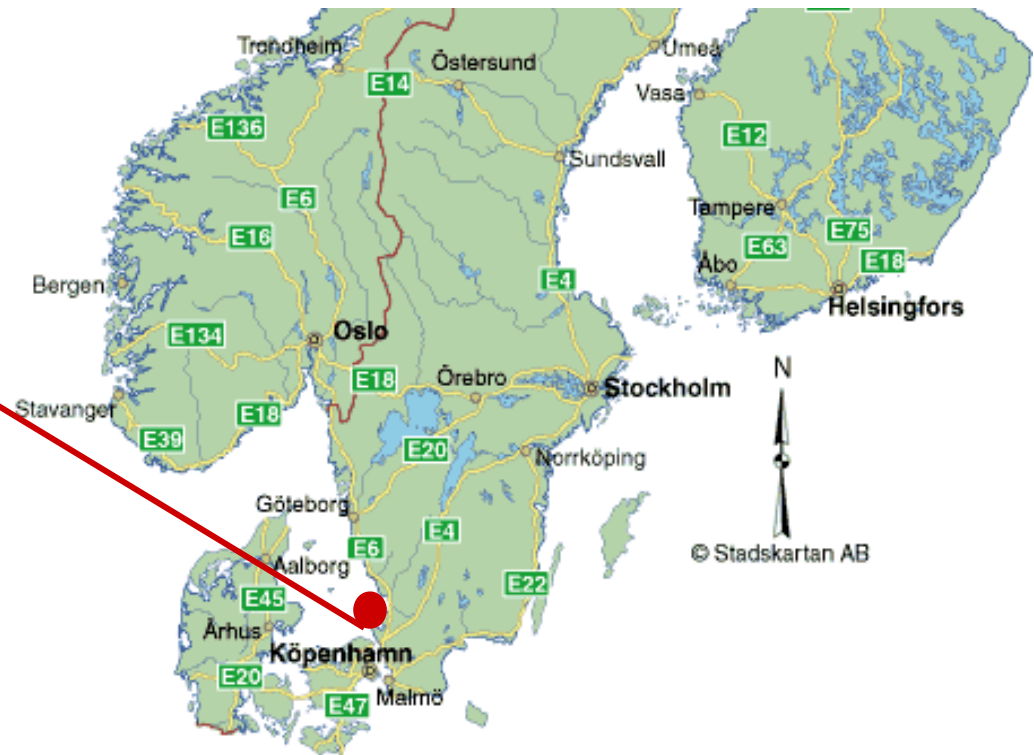 Trondheim
Östersund
Umeå
E14
Vasa
E136
E12
Sundsvall
E6
Tampere
E16
E75
E63
E18
Åbo
Bergen
E4
Helsingfors
E134
Oslo
N
E18
Örebro
Stockholm
Stavanger
E18
E39
E20
Norrköping
Göteborg
E4
E6
© Stadskartan AB
Aalborg
E22
E45
Århus
Köpenhamn
E20
Malmö
E47